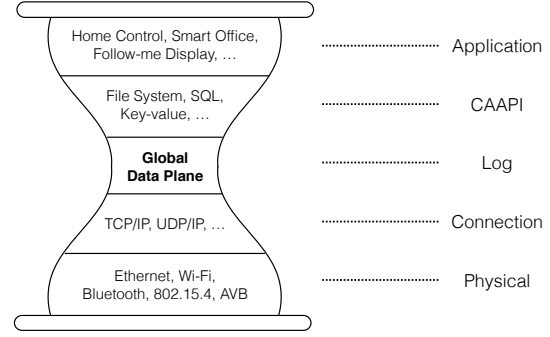 Home Control, Smart Office,
Follow-me Display, …
Application
File System, SQL,
Key-value, …
CAAPI
Global
Data Plane
Log
TCP/IP, UDP/IP, …
Connection
Ethernet, Wi-Fi,
Bluetooth, 802.15.4, AVB
Physical